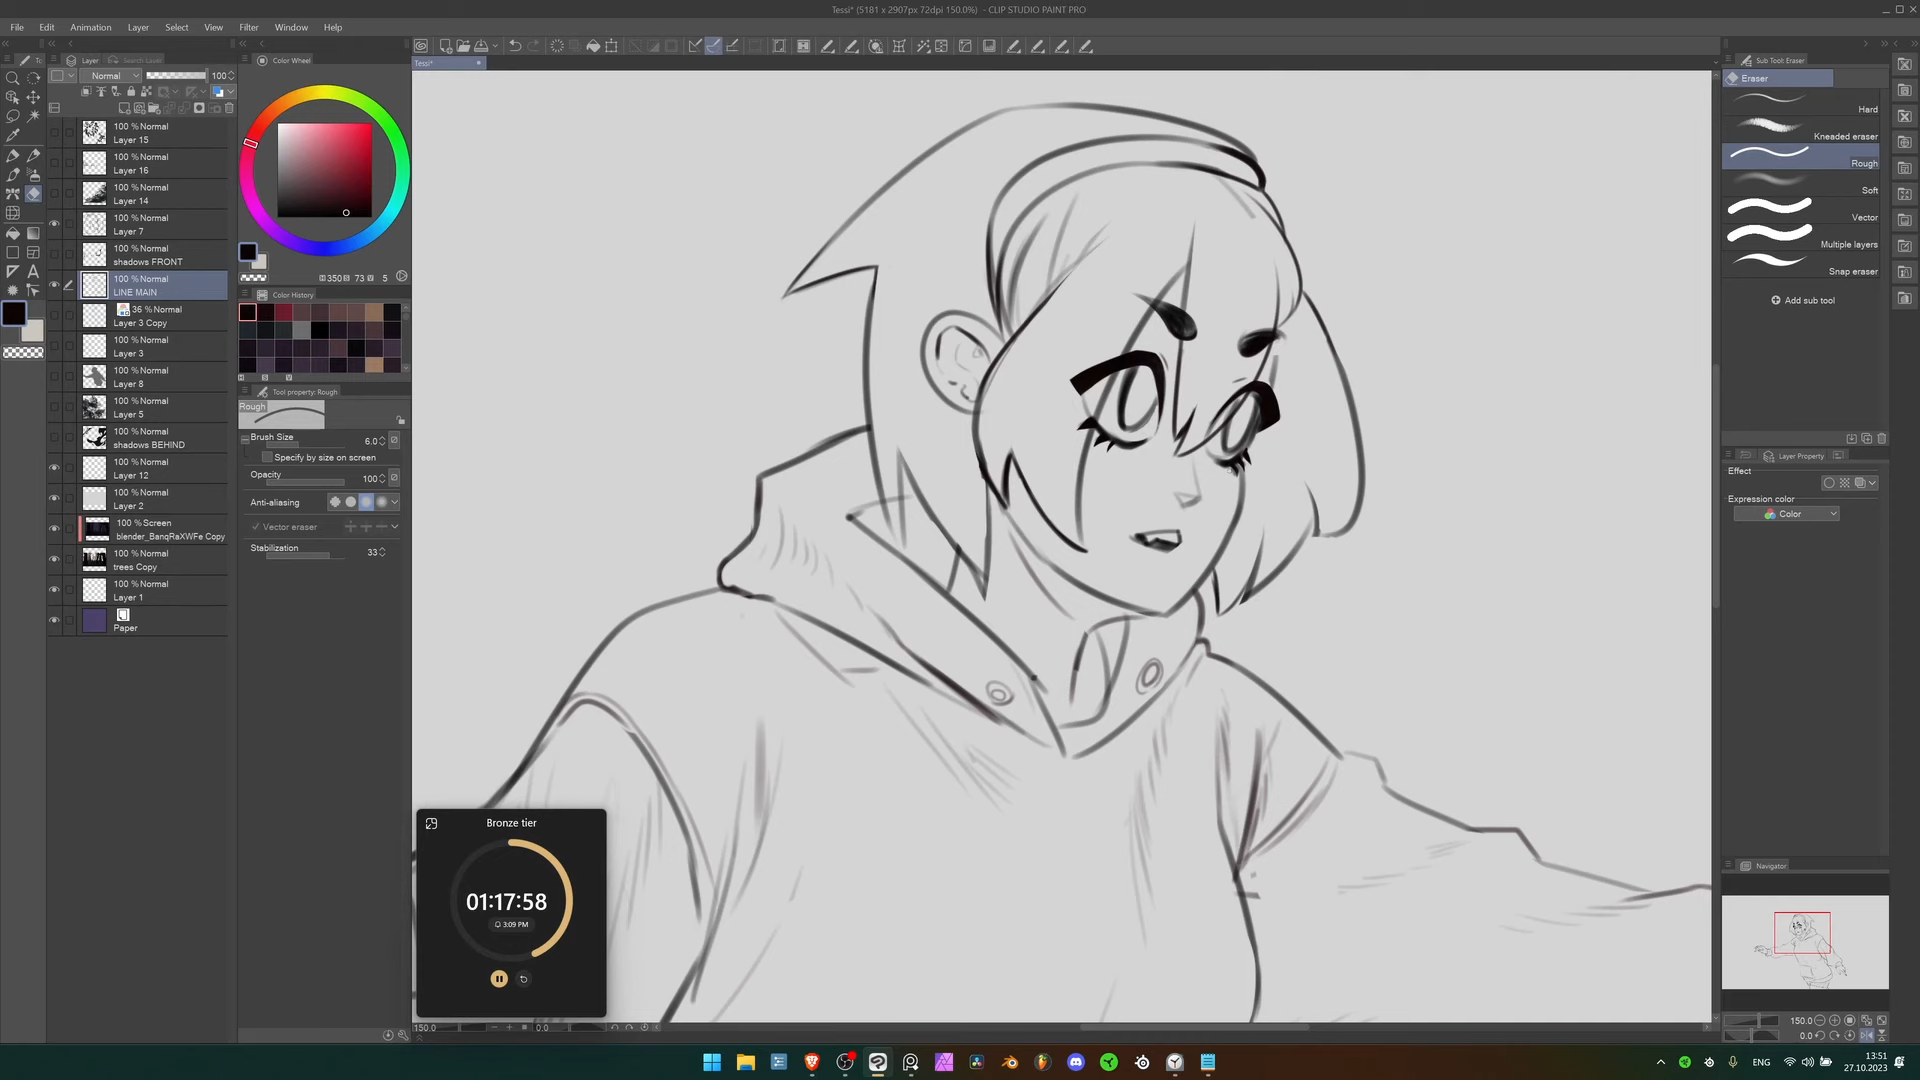 Tessi* (5181 x 2907px 72dpi 150.0%) - CLIP STUDIO PAINT PRO
File Edit Animation Layer Select View Filter Window Help
Layer Search Layer
Normal 100
100 % Normal
Layer 15
100 % Normal
Layer 16
100 % Normal
Layer 14
100 % Normal
Layer 7
100 % Normal
shadows FRONT
100 % Normal
LINE MAIN
36 % Normal
Layer 3 Copy
100 % Normal
Layer 3
100 % Normal
Layer 8
100 % Normal
Layer 5
100 % Normal
shadows BEHIND
100 % Normal
Layer 12
100 % Normal
Layer 2
100 % Screen
blender_BanqRaXWFe Copy
100 % Normal
trees Copy
100 % Normal
Layer 1
Paper
Color Wheel
H 350 S 73 V 5
Color History
H S V
Tool property: Rough
Rough
Brush Size 6.0
Specify by size on screen
Opacity 100
Anti-aliasing
Vector eraser
Stabilization 33
Tessi*
Bronze tier
01:17:58
3:09 PM
150.0 0.0
Sub Tool: Eraser
Eraser
Hard
Kneaded eraser
Rough
Soft
Vector
Multiple layers
Snap eraser
Add sub tool
Layer Property
Effect
Expression color
Color
Navigator
150.0
0.0
ENG
13:51
27.10.2023